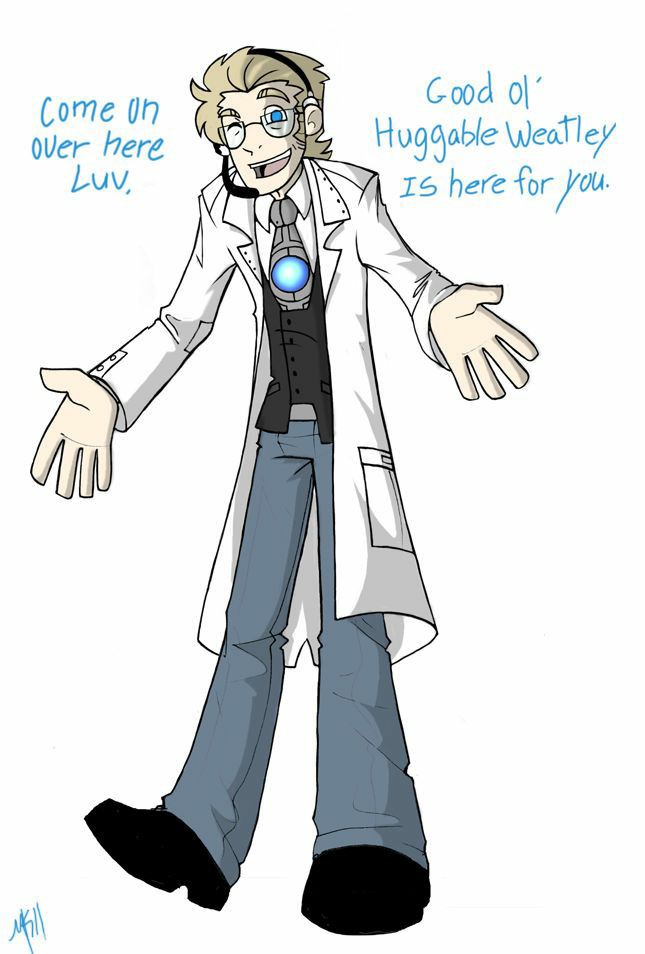 Come on
over here
Luv,
Good Ol'
Huggable Weatley
Is here for you.